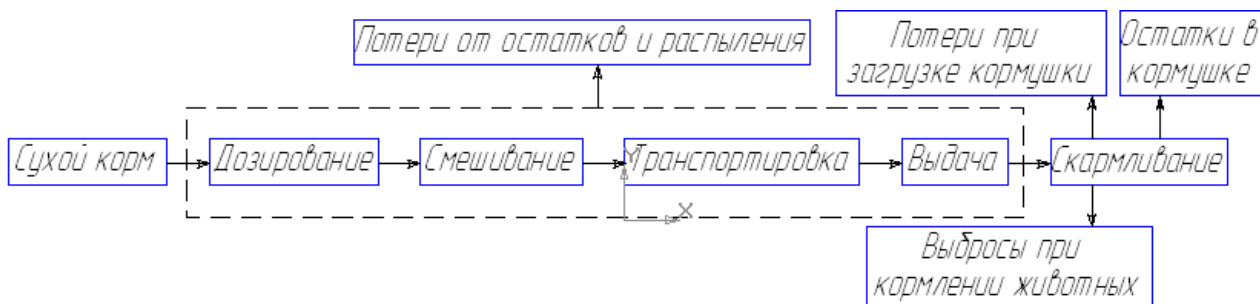 Потери от остатков и распыления
Потери при
загрузке кормушки
Остатки в
кормушке
Сухой корм
Дозирование
Смешивание
Транспортировка
Выдача
Скармливание
Y
X
Выбросы при
кормлении животных